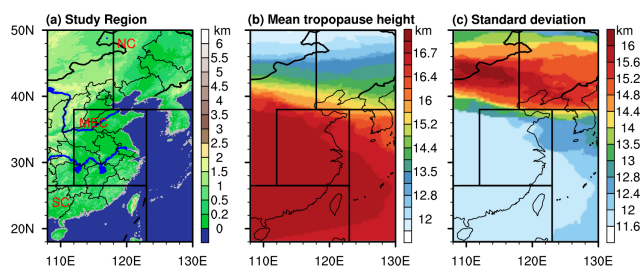 (a) Study Region
(b) Mean tropopause height
(c) Standard deviation
km
km
km
50N
40N
30N
20N
NC
MEC
SC
6
5.5
5
4.5
4
3.5
3
2.5
2
1.5
1
0.5
0.2
0
16.7
16.4
16
15.2
14.4
13.5
12.8
12
16
15.6
15.2
14.4
14
13.5
13
12.8
12.4
12
11.6
110E
120E
130E
110E
120E
130E
110E
120E
130E